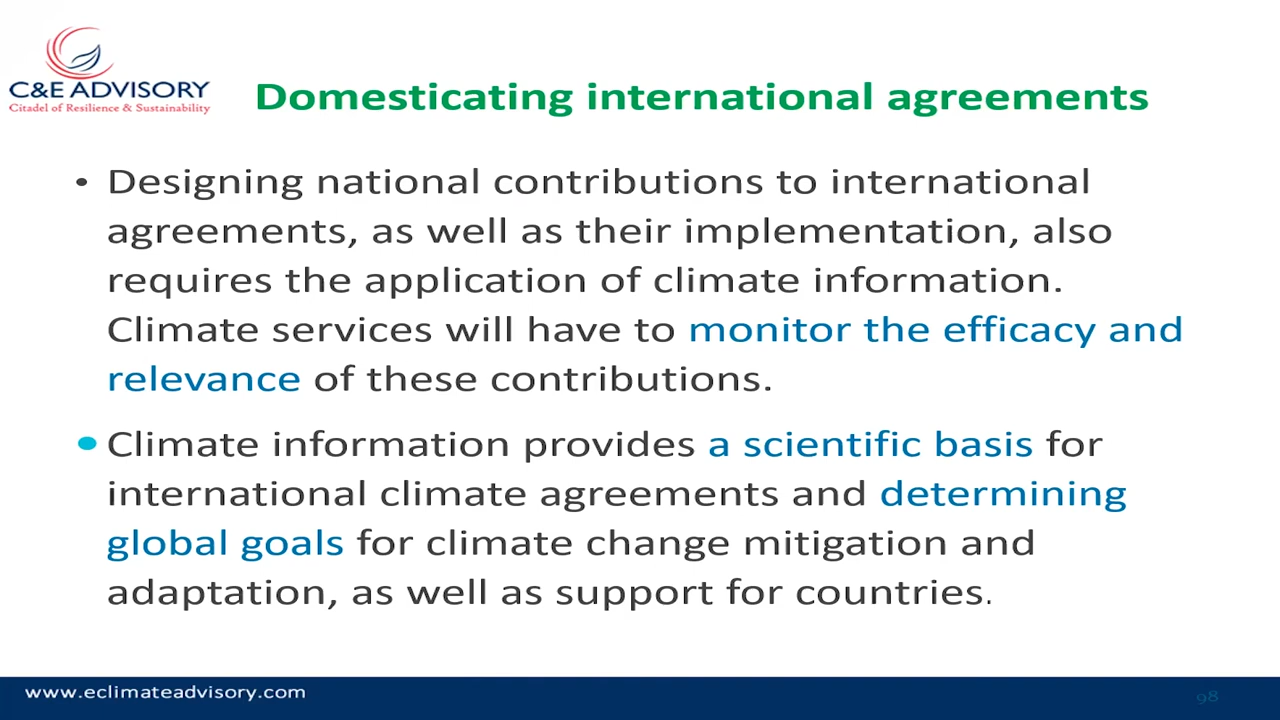 C&E ADVISORY
Citadel of Resilience & Sustainability
Domesticating international agreements
• Designing national contributions to international
agreements, as well as their implementation, also
requires the application of climate information.
Climate services will have to monitor the efficacy and
relevance of these contributions.
• Climate information provides a scientific basis for
international climate agreements and determining
global goals for climate change mitigation and
adaptation, as well as support for countries.
www.eclimateadvisory.com
98